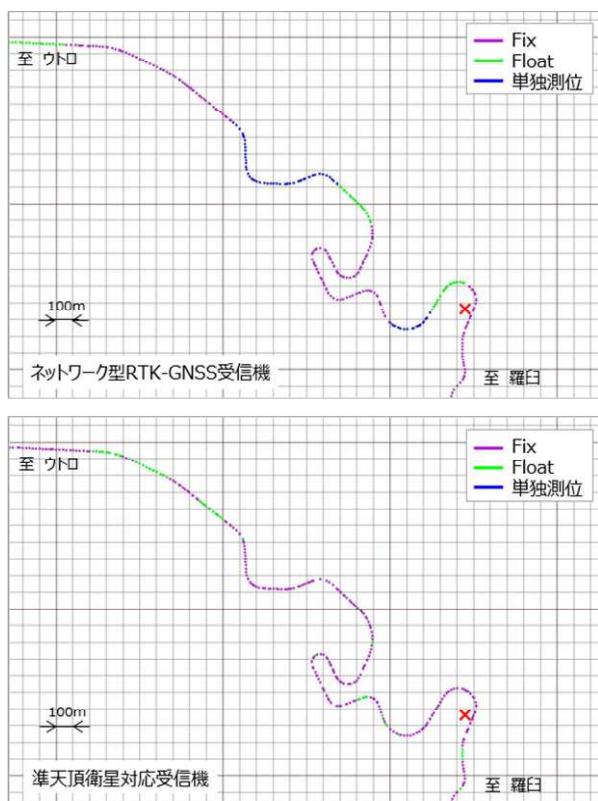 Fix
Float
単独測位
至 ウトロ
100m
ネットワーク型RTK-GNSS受信機
至 羅臼
Fix
Float
単独測位
至 ウトロ
100m
準天頂衛星対応受信機
至 羅臼